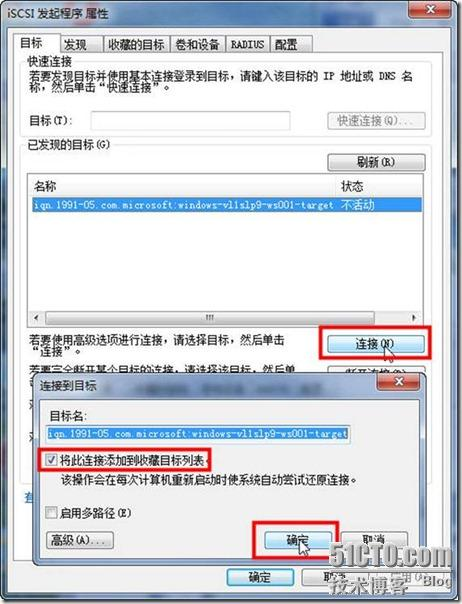 iSCSI 发起程序 属性
目标 发现 收藏的目标 卷和设备 RADIUS 配置
快速连接
若要发现目标并使用基本连接登录到目标，请键入该目标的 IP 地址或 DNS 名
称，然后单击“快速连接”。
目标(T):
快速连接(Q)...
已发现的目标(G)
刷新(R)
名称 状态
iqn.1991-05.com.microsoft:windows-vl1slp9-ws001-target 不活动
若要使用高级选项进行连接，请选择目标，然后单击
“连接”。
连接(N)
若要完全断开某个目标的连接，请选择该目标，然后单
连接到目标
目标名:
iqn.1991-05.com.microsoft:windows-vl1slp9-ws001-target
将此连接添加到收藏目标列表。
该操作会在每次计算机重新启动时使系统自动尝试还原连接。
启用多路径(E)
高级(A)...
确定
取消
确定
51CTO.com
技术博客 Blog